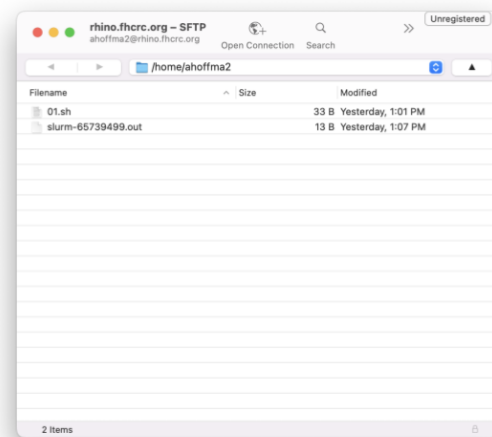 rhino.fhcrc.org – SFTP
ahoffma2@rhino.fhcrc.org
Open Connection
Search
Unregistered
/home/ahoffma2
Filename Size Modified
01.sh 33 B Yesterday, 1:01 PM
slurm-65739499.out 13 B Yesterday, 1:07 PM
2 Items